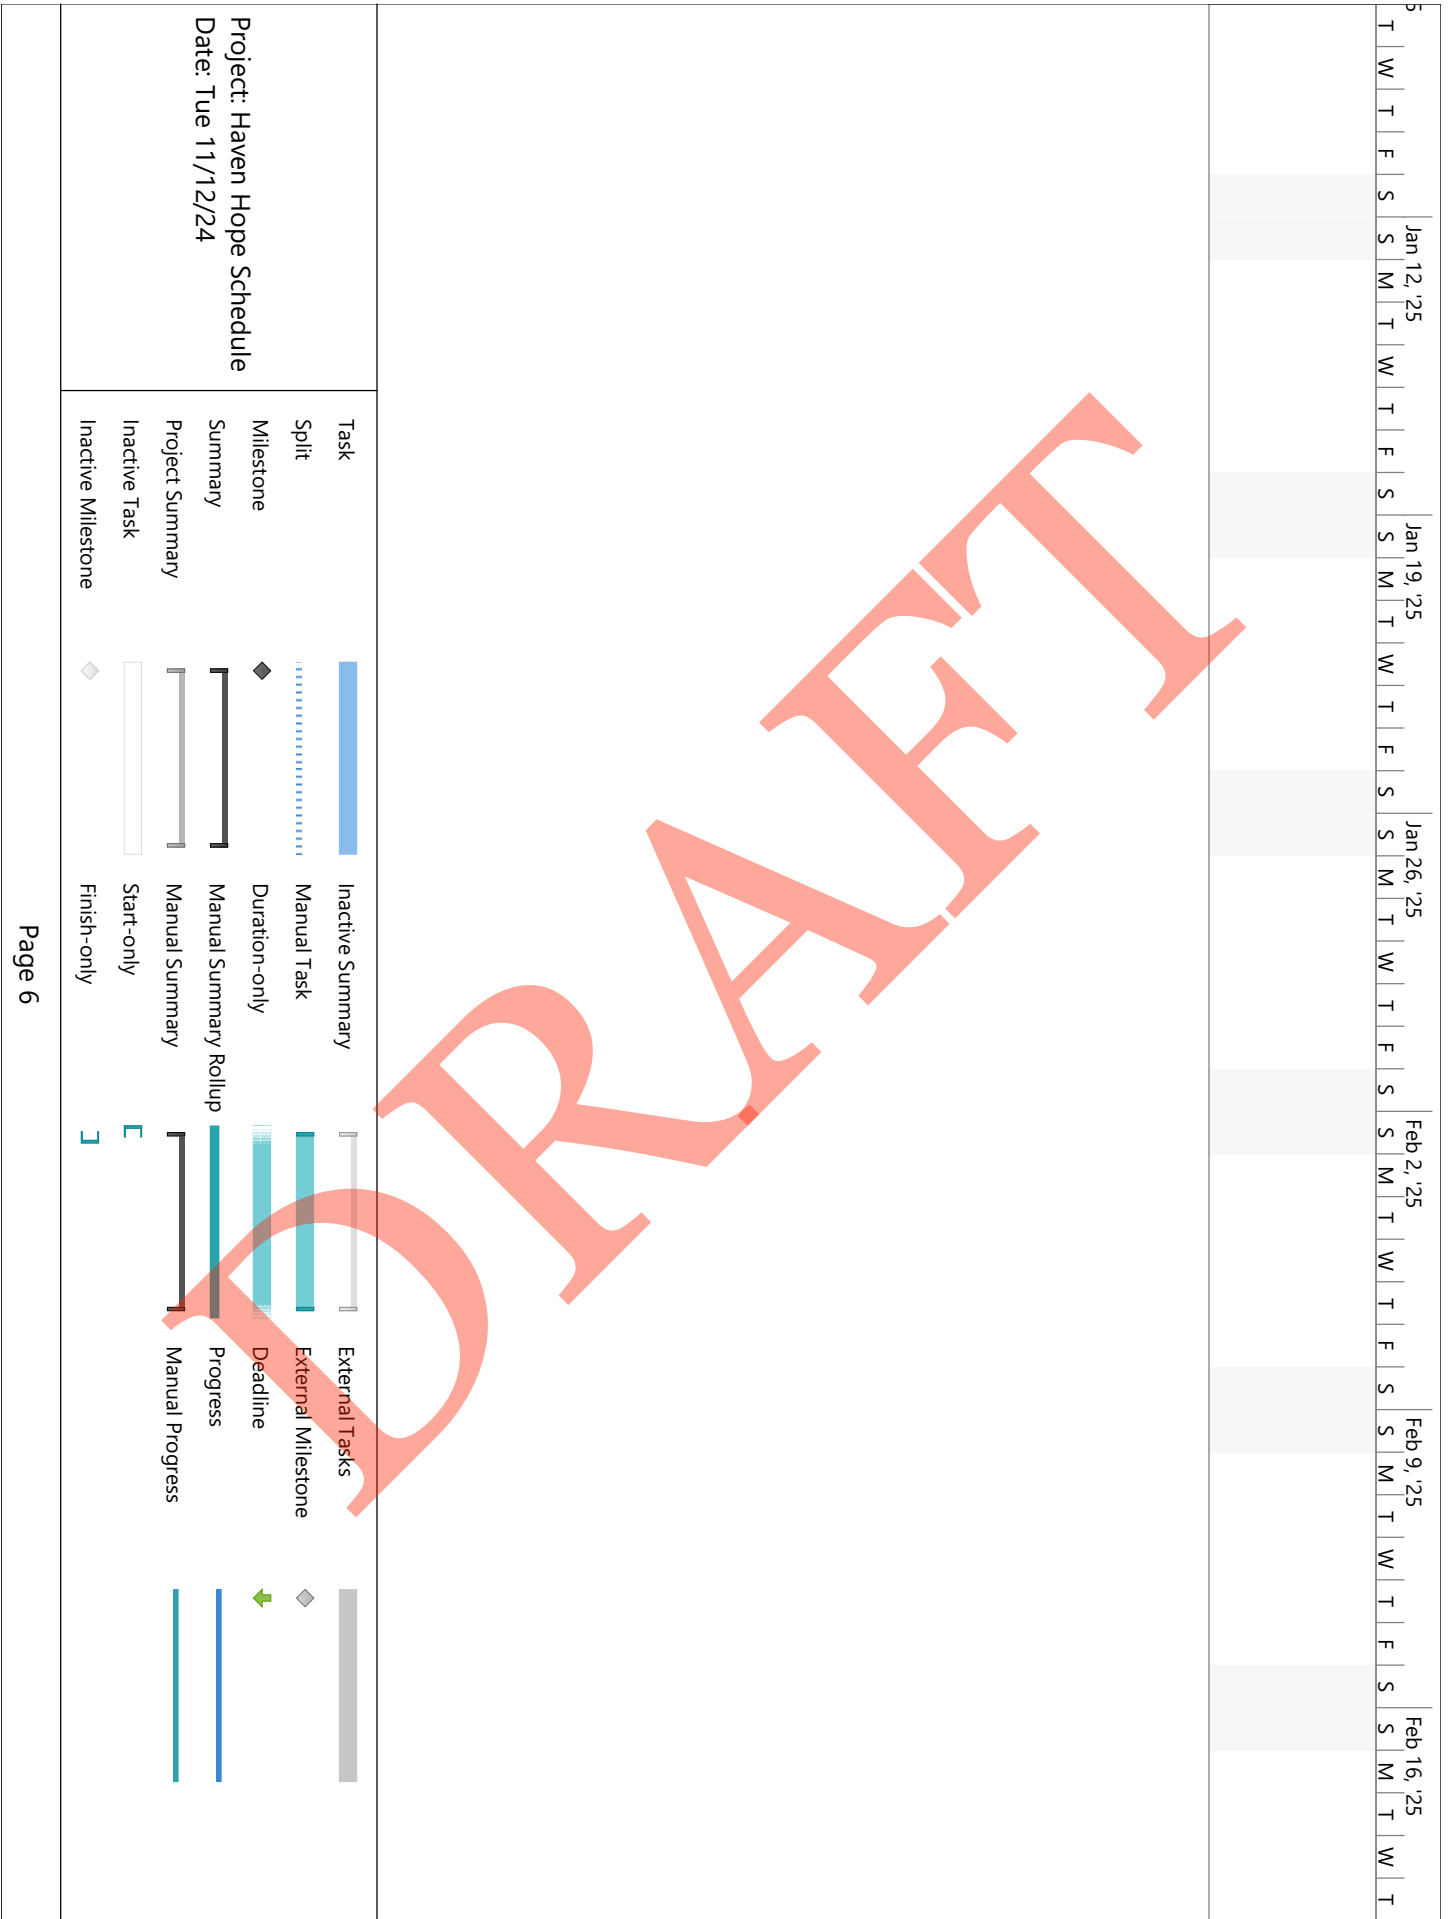 5 Jan 12, '25 Jan 19, '25 Jan 26, '25 Feb 2, '25 Feb 9, '25 Feb 16, '25
T W T F S S M T W T F S S M T W T F S S M T W T F S S M T W T F S S M T W T F S S M T W T
DRAFT
Project: Haven Hope Schedule
Date: Tue 11/12/24
Task
Split
Milestone
Summary
Project Summary
Inactive Task
Inactive Milestone
Inactive Summary
Manual Task
Duration-only
Manual Summary Rollup
Manual Summary
Start-only
Finish-only
External Tasks
External Milestone
Deadline
Progress
Manual Progress
Page 6